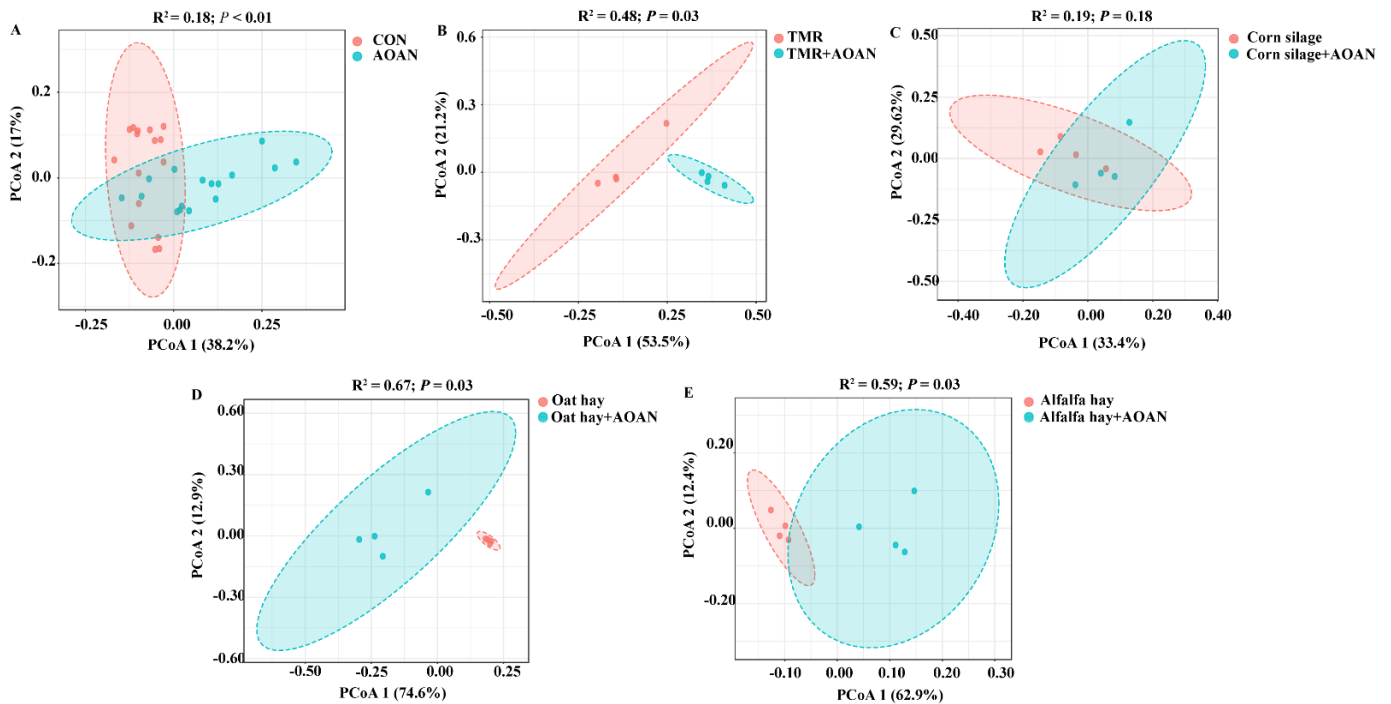 A
R² = 0.18; P < 0.01
CON
AOAN
PCoA 2 (17%)
0.2
0.0
-0.2
-0.25
0.00
0.25
PCoA 1 (38.2%)
B
R² = 0.48; P = 0.03
TMR
TMR+AOAN
PCoA 2 (21.2%)
0.6
0.3
0.0
-0.3
-0.50
-0.25
0.25
0.50
PCoA 1 (53.5%)
C
R² = 0.19; P = 0.18
Corn silage
Corn silage+AOAN
PCoA 2 (29.62%)
0.50
0.25
0.00
-0.25
-0.50
-0.40
-0.20
0.00
0.20
0.40
PCoA 1 (33.4%)
D
R² = 0.67; P = 0.03
Oat hay
Oat hay+AOAN
PCoA 2 (12.9%)
0.60
0.30
0.00
-0.30
-0.60
-0.50
-0.25
0.00
0.25
PCoA 1 (74.6%)
E
R² = 0.59; P = 0.03
Alfalfa hay
Alfalfa hay+AOAN
PCoA 2 (12.4%)
0.20
0.00
-0.20
-0.10
0.00
0.10
0.20
0.30
PCoA 1 (62.9%)